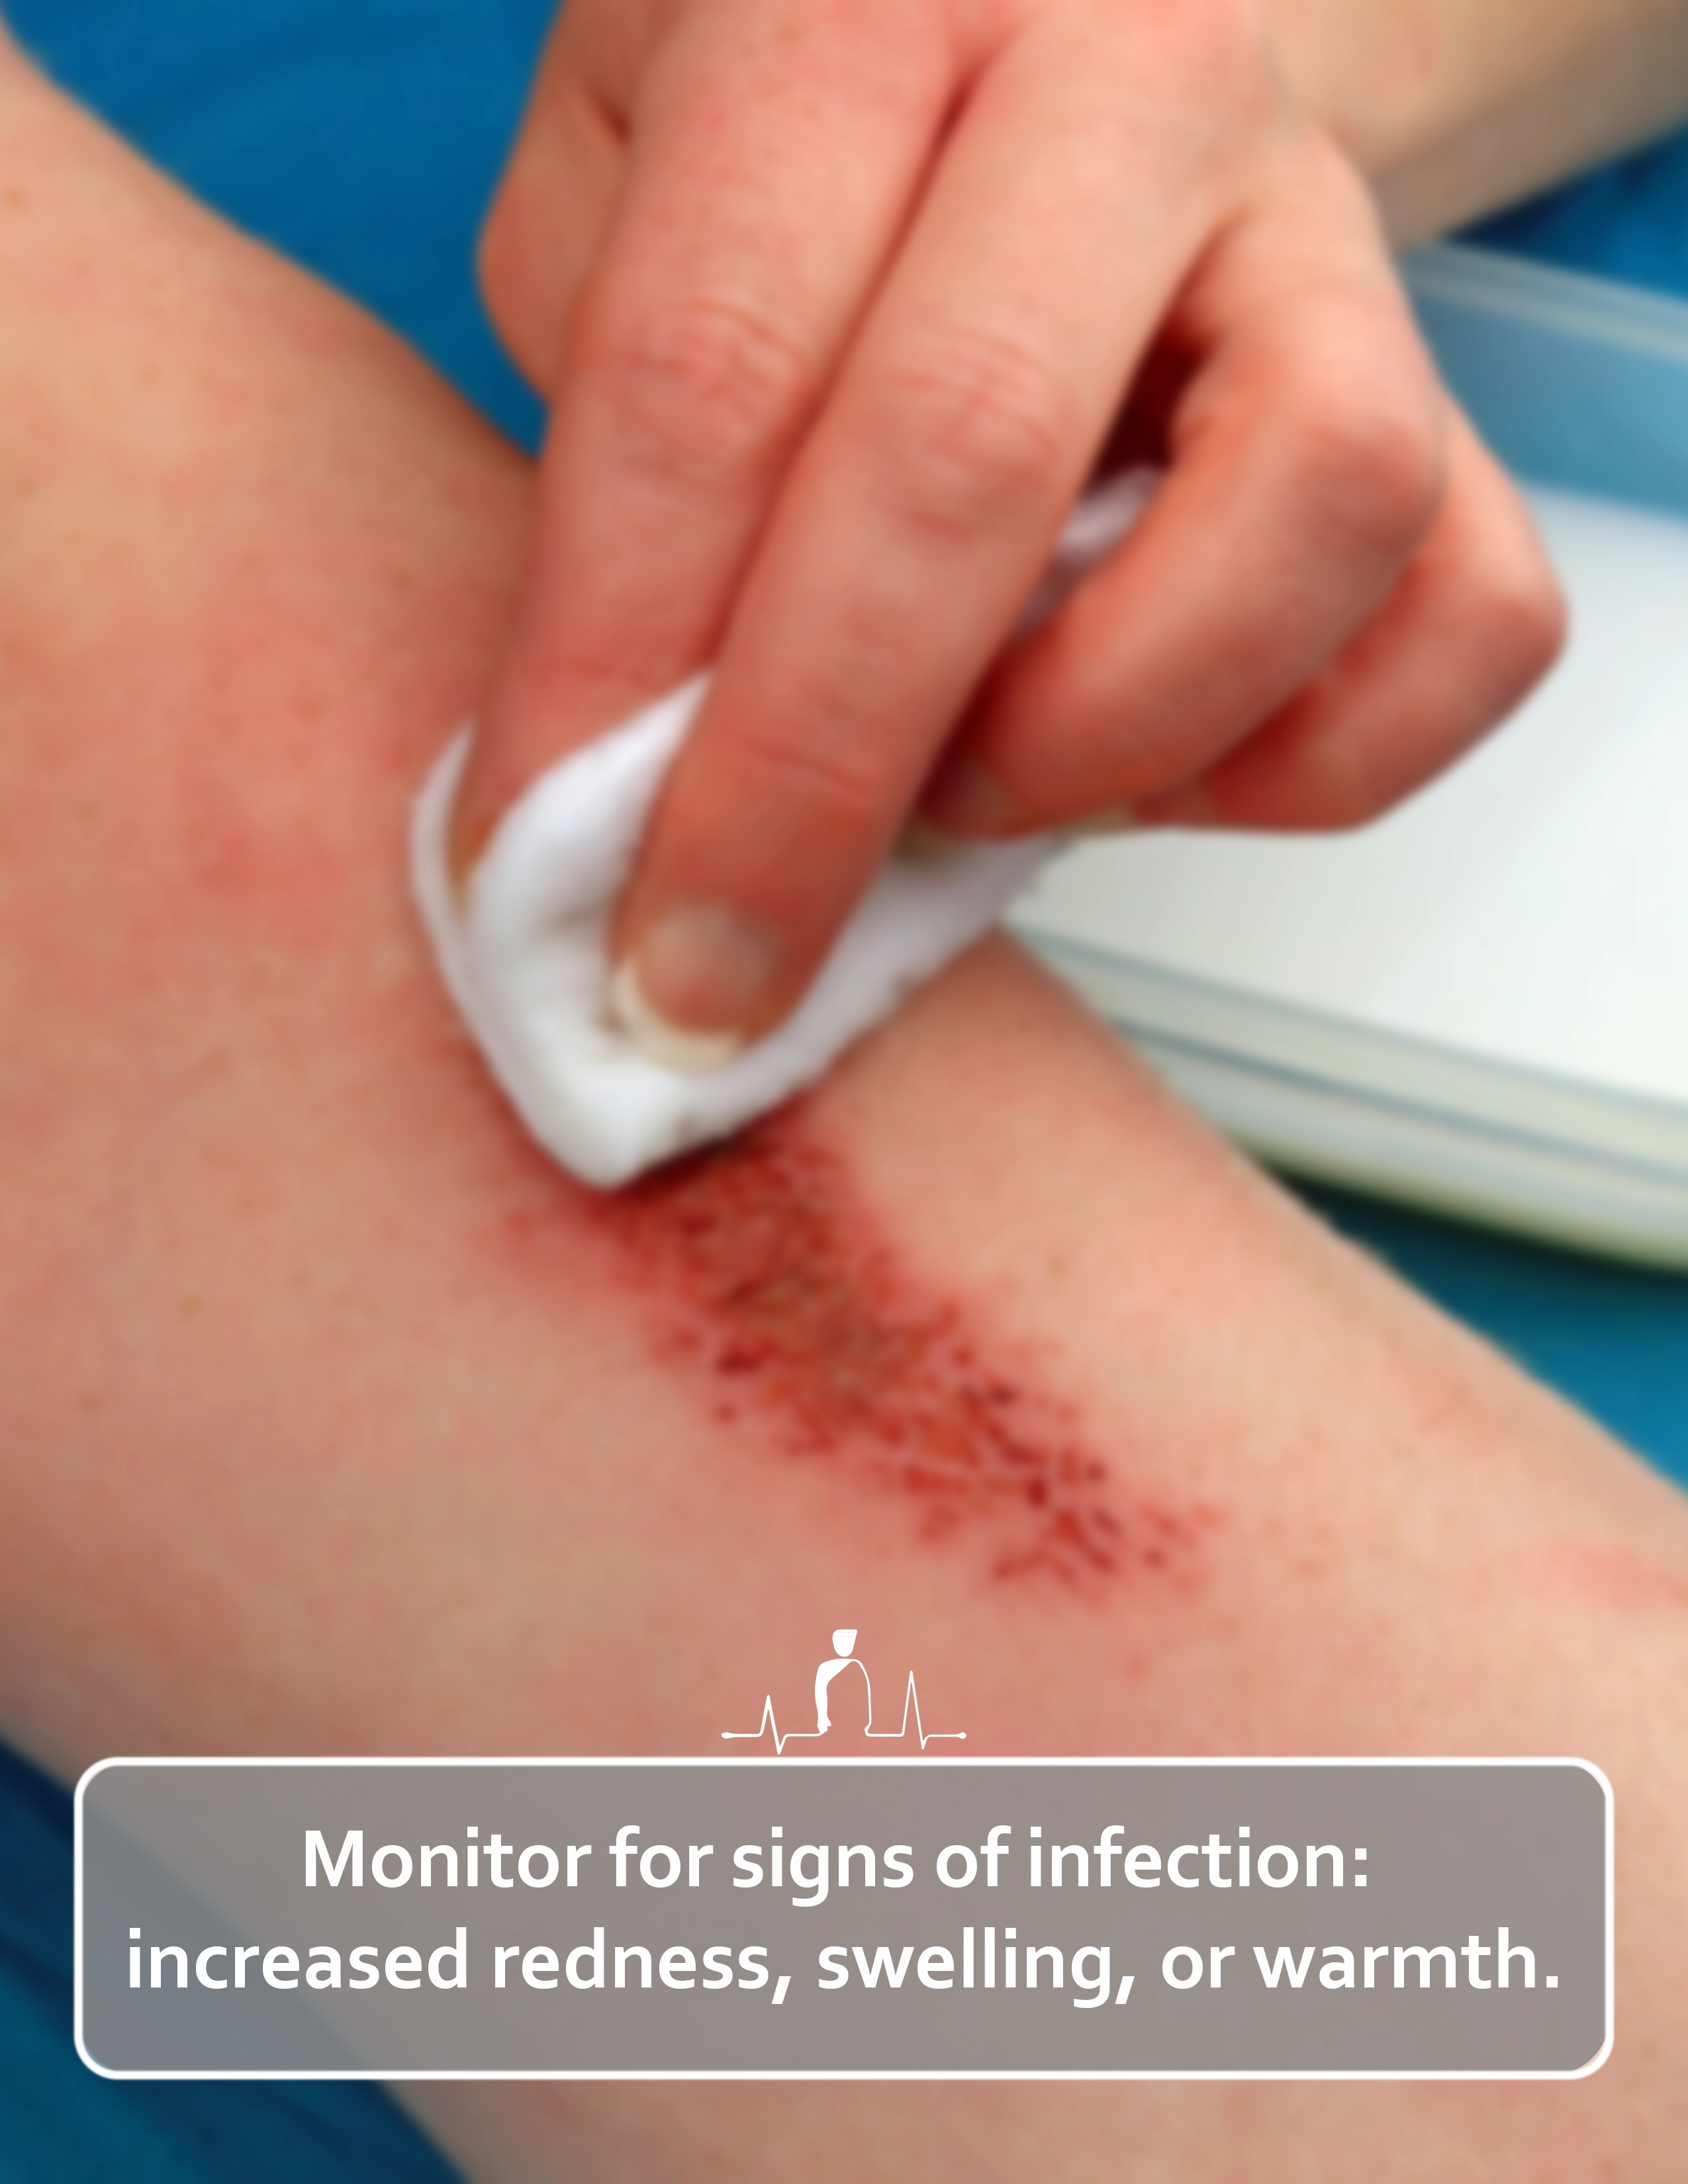 Monitor for signs of infection:
increased redness, swelling, or warmth.